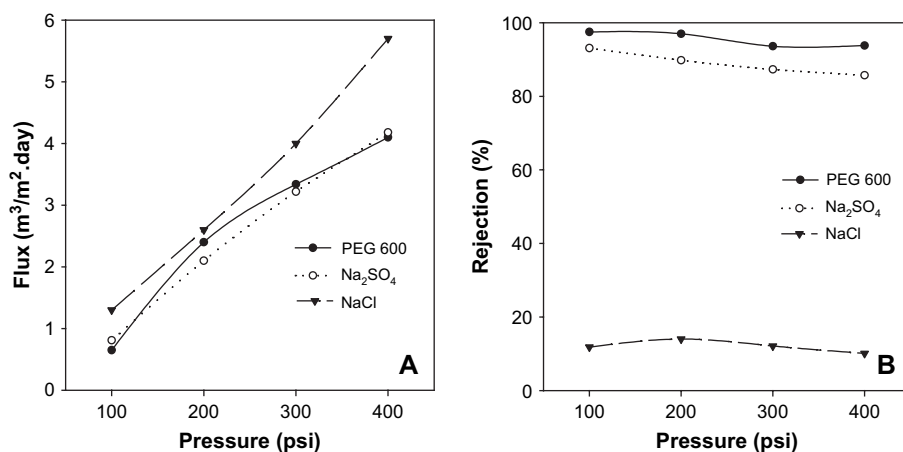 6
5
4
3
2
1
0
Flux (m³/m².day)
PEG 600
Na₂SO₄
NaCl
A
100 200 300 400
Pressure (psi)
100
80
60
40
20
0
Rejection (%)
PEG 600
Na₂SO₄
NaCl
B
100 200 300 400
Pressure (psi)